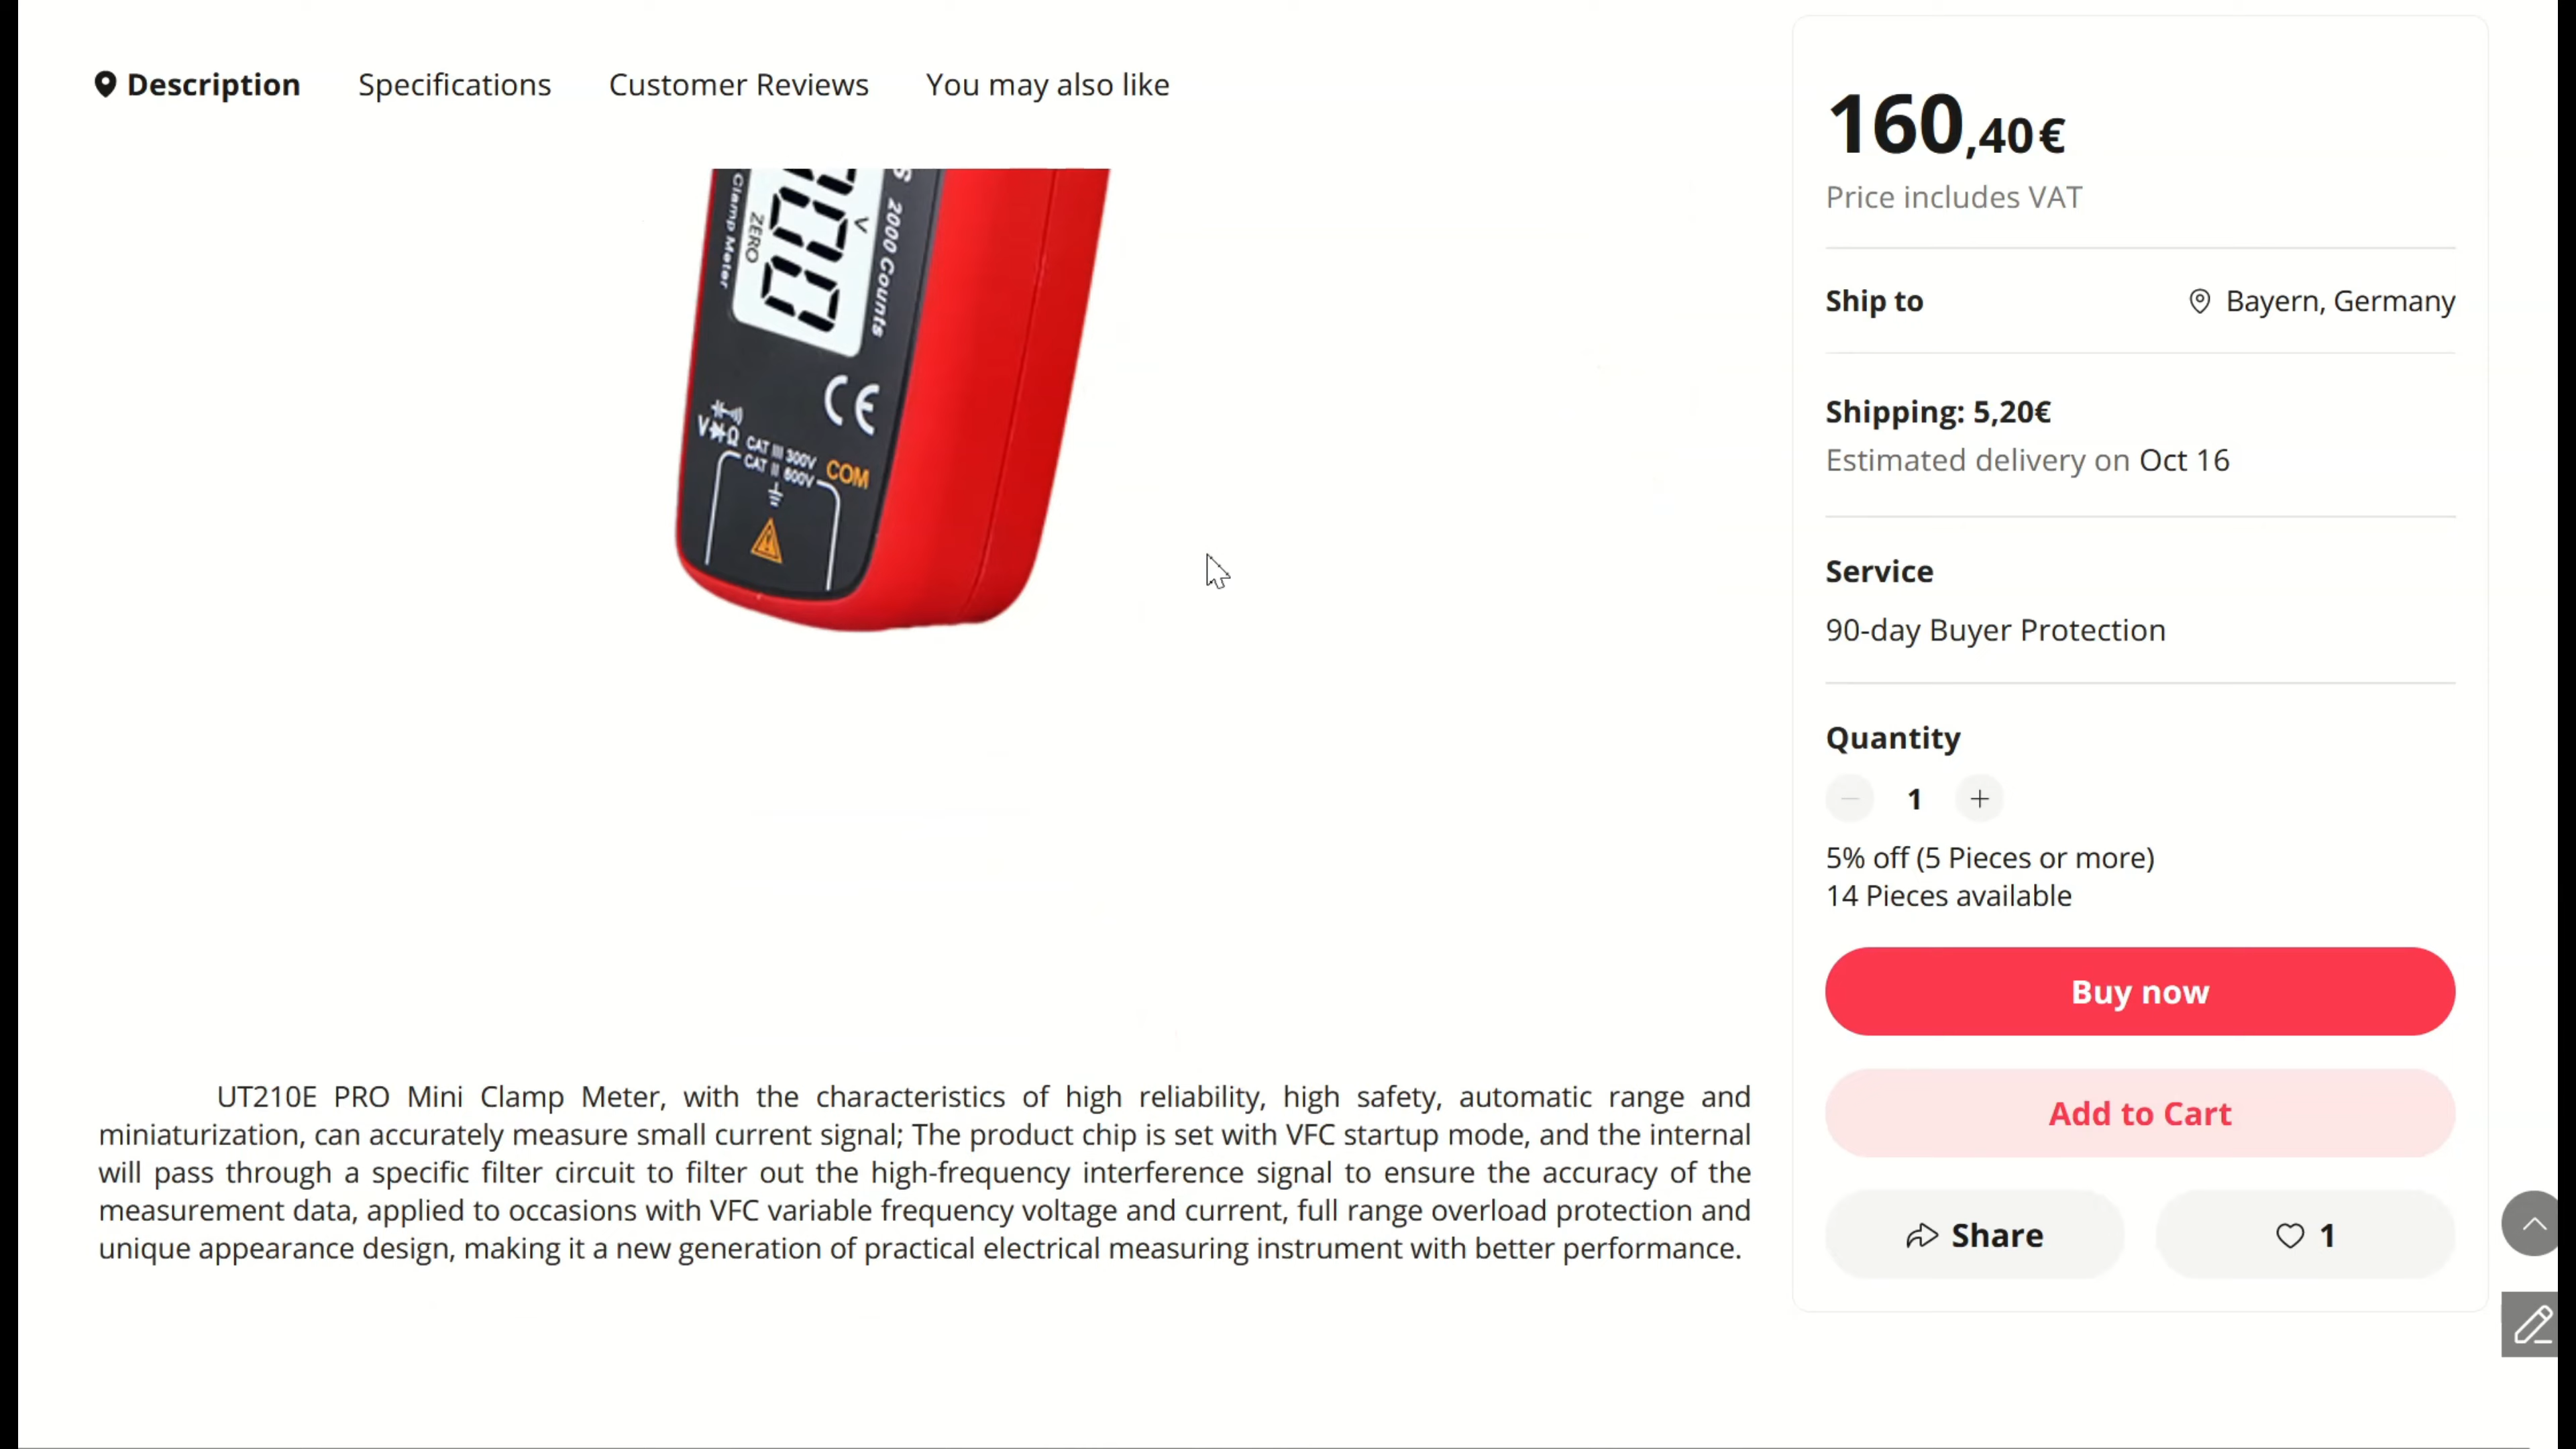 Description Specifications Customer Reviews You may also like
Clamp Meter
ZERO
V
S 2000 Counts
CE
VΩ
CAT III 300V
CAT II 600V
COM
UT210E PRO Mini Clamp Meter, with the characteristics of high reliability, high safety, automatic range and
miniaturization, can accurately measure small current signal; The product chip is set with VFC startup mode, and the internal
will pass through a specific filter circuit to filter out the high-frequency interference signal to ensure the accuracy of the
measurement data, applied to occasions with VFC variable frequency voltage and current, full range overload protection and
unique appearance design, making it a new generation of practical electrical measuring instrument with better performance.
160,40€
Price includes VAT
Ship to Bayern, Germany
Shipping: 5,20€
Estimated delivery on Oct 16
Service
90-day Buyer Protection
Quantity
1 +
5% off (5 Pieces or more)
14 Pieces available
Buy now
Add to Cart
Share 1